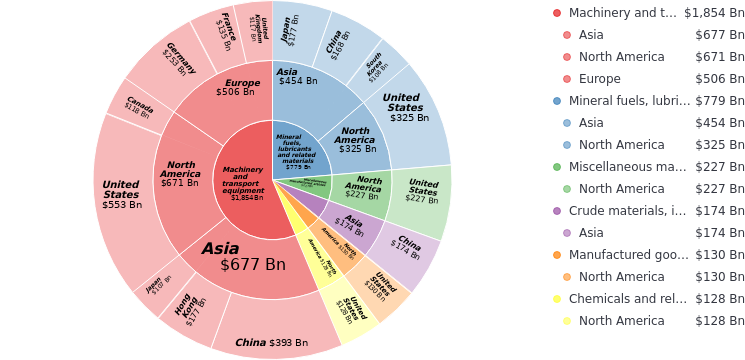 Japan
$177 Bn
China
$168 Bn
South
Korea
$108 Bn
United
States
$325 Bn
United
States
$227 Bn
China
$174 Bn
United
States
$130 Bn
United
States
$128 Bn
China $393 Bn
Hong
Kong
$177 Bn
Japan
$107 Bn
United
States
$553 Bn
Canada
$118 Bn
Germany
$253 Bn
France
$135 Bn
United
Kingdom
$117 Bn
Asia
$454 Bn
North
America
$325 Bn
North
America
$227 Bn
Asia
$174 Bn
North
America $130 Bn
North
America $128 Bn
Asia
$677 Bn
North
America
$671 Bn
Europe
$506 Bn
Mineral
fuels,
lubricants
and related
materials
$779 Bn
Machinery
and
transport
equipment
$1,854Bn
Machinery and t... $1,854 Bn
Asia $677 Bn
North America $671 Bn
Europe $506 Bn
Mineral fuels, lubri... $779 Bn
Asia $454 Bn
North America $325 Bn
Miscellaneous ma... $227 Bn
North America $227 Bn
Crude materials, i... $174 Bn
Asia $174 Bn
Manufactured goo... $130 Bn
North America $130 Bn
Chemicals and rel... $128 Bn
North America $128 Bn